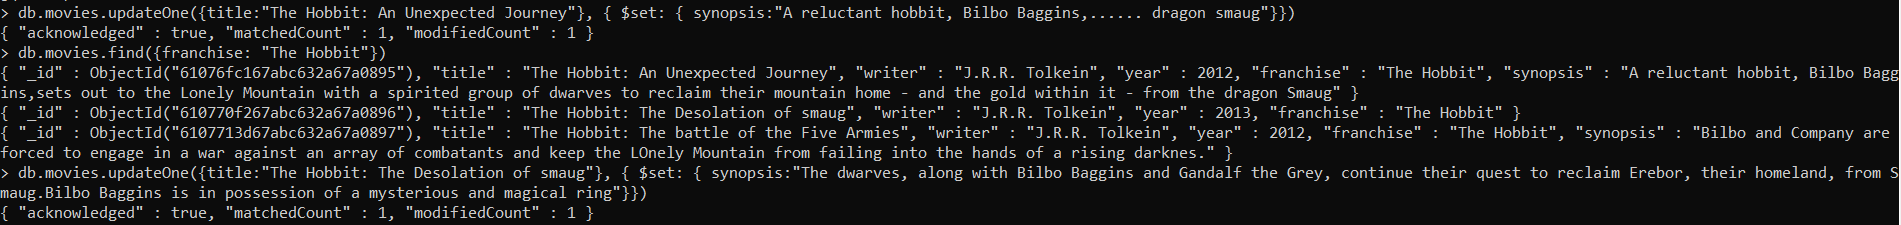 > db.movies.updateOne({title:"The Hobbit: An Unexpected Journey"}, { $set: { synopsis:"A reluctant hobbit, Bilbo Baggins,...... dragon smaug"}})
{ "acknowledged" : true, "matchedCount" : 1, "modifiedCount" : 1 }
> db.movies.find({franchise: "The Hobbit"})
{ "_id" : ObjectId("61076fc167abc632a67a0895"), "title" : "The Hobbit: An Unexpected Journey", "writer" : "J.R.R. Tolkein", "year" : 2012, "franchise" : "The Hobbit", "synopsis" : "A reluctant hobbit, Bilbo Bagg
ins,sets out to the Lonely Mountain with a spirited group of dwarves to reclaim their mountain home - and the gold within it - from the dragon Smaug" }
{ "_id" : ObjectId("610770f267abc632a67a0896"), "title" : "The Hobbit: The Desolation of smaug", "writer" : "J.R.R. Tolkein", "year" : 2013, "franchise" : "The Hobbit" }
{ "_id" : ObjectId("6107713d67abc632a67a0897"), "title" : "The Hobbit: The battle of the Five Armies", "writer" : "J.R.R. Tolkein", "year" : 2012, "franchise" : "The Hobbit", "synopsis" : "Bilbo and Company are
forced to engage in a war against an array of combatants and keep the LOnely Mountain from failing into the hands of a rising darknes." }
> db.movies.updateOne({title:"The Hobbit: The Desolation of smaug"}, { $set: { synopsis:"The dwarves, along with Bilbo Baggins and Gandalf the Grey, continue their quest to reclaim Erebor, their homeland, from S
maug.Bilbo Baggins is in possession of a mysterious and magical ring"}})
{ "acknowledged" : true, "matchedCount" : 1, "modifiedCount" : 1 }